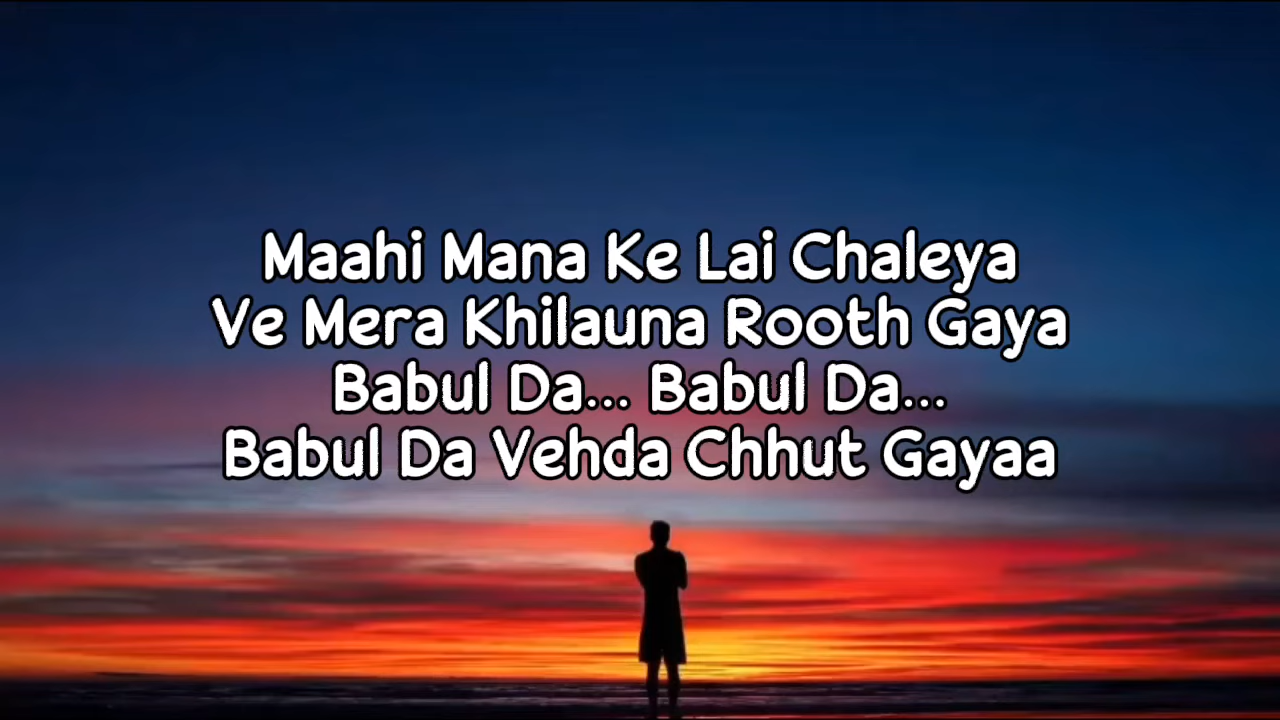 Maahi Mana Ke Lai Chaleya
Ve Mera Khilauna Rooth Gaya
Babul Da... Babul Da...
Babul Da Vehda Chhut Gayaa